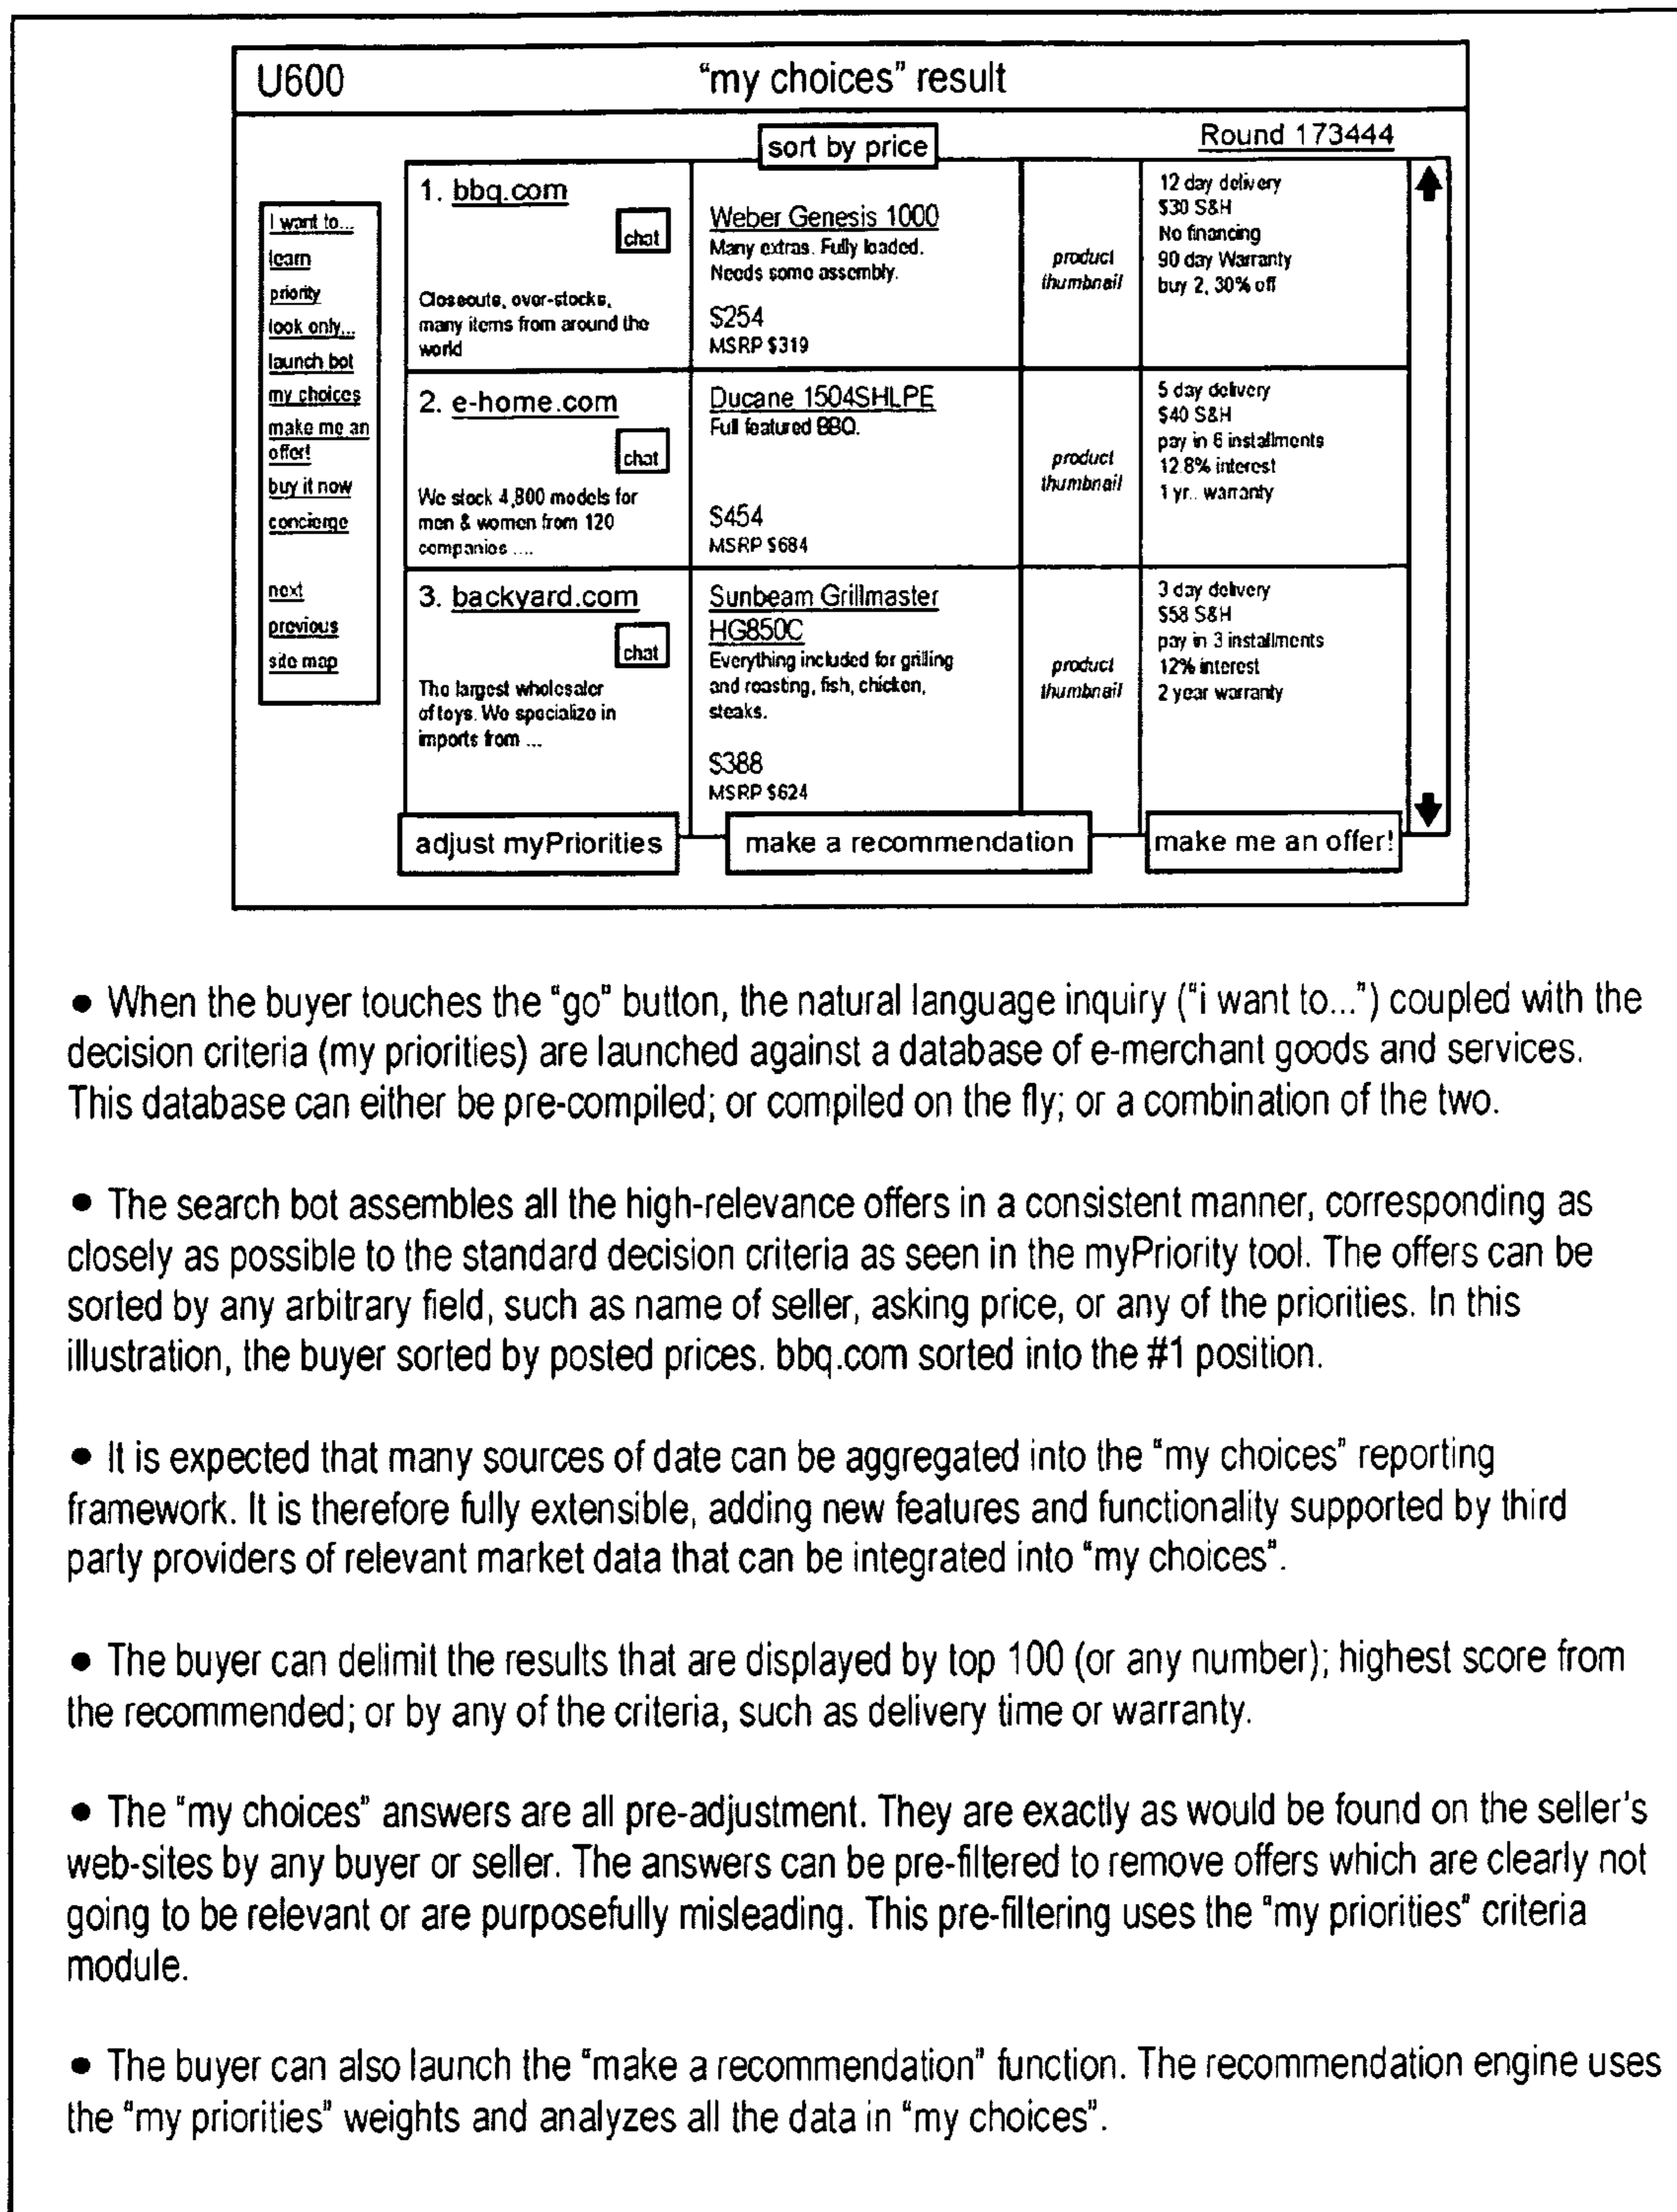 U600
"my choices" result
sort by price
Round 173444
I want to...
learn
priority
look only...
launch bot
my choices
make me an
offer!
buy it now
concierge
next
previous
site map
1. bbq.com
chat
Closeouts, over-stocks,
many items from around the
world
Weber Genesis 1000
Many extras. Fully loaded.
Needs some assembly.
$254
MSRP $319
product
thumbnail
12 day delivery
$30 S&H
No financing
90 day Warranty
buy 2, 30% off
2. e-home.com
chat
We stock 4,800 models for
men & women from 120
companies ....
Ducane 1504SHLPE
Full featured BBQ.
$454
MSRP $684
product
thumbnail
5 day delivery
$40 S&H
pay in 6 installments
12.8% interest
1 yr.. warranty
3. backyard.com
chat
The largest wholesaler
of toys. We specialize in
imports from ...
Sunbeam Grillmaster
HG850C
Everything included for grilling
and roasting, fish, chicken,
steaks.
$388
MSRP $624
product
thumbnail
3 day delivery
$58 S&H
pay in 3 installments
12% interest
2 year warranty
adjust myPriorities
make a recommendation
make me an offer!
• When the buyer touches the "go" button, the natural language inquiry ("i want to...") coupled with the
decision criteria (my priorities) are launched against a database of e-merchant goods and services.
This database can either be pre-compiled; or compiled on the fly; or a combination of the two.
• The search bot assembles all the high-relevance offers in a consistent manner, corresponding as
closely as possible to the standard decision criteria as seen in the myPriority tool. The offers can be
sorted by any arbitrary field, such as name of seller, asking price, or any of the priorities. In this
illustration, the buyer sorted by posted prices. bbq.com sorted into the #1 position.
• It is expected that many sources of date can be aggregated into the "my choices" reporting
framework. It is therefore fully extensible, adding new features and functionality supported by third
party providers of relevant market data that can be integrated into "my choices".
• The buyer can delimit the results that are displayed by top 100 (or any number); highest score from
the recommended; or by any of the criteria, such as delivery time or warranty.
• The "my choices" answers are all pre-adjustment. They are exactly as would be found on the seller's
web-sites by any buyer or seller. The answers can be pre-filtered to remove offers which are clearly not
going to be relevant or are purposefully misleading. This pre-filtering uses the "my priorities" criteria
module.
• The buyer can also launch the "make a recommendation" function. The recommendation engine uses
the "my priorities" weights and analyzes all the data in "my choices".